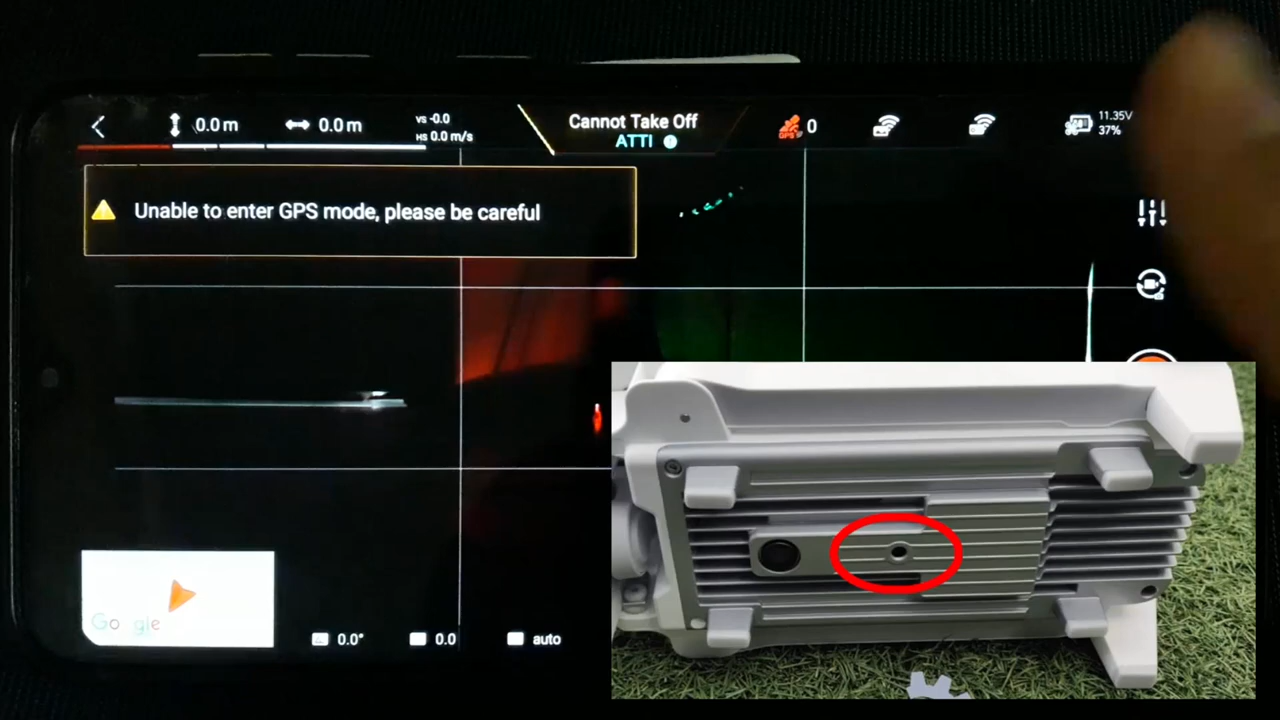 0.0 m
0.0 m
VS -0.0
HS 0.0 m/s
Cannot Take Off
ATTI
GPS
0
11.35V
37%
Unable to enter GPS mode, please be careful
Google
0.0°
0.0
auto